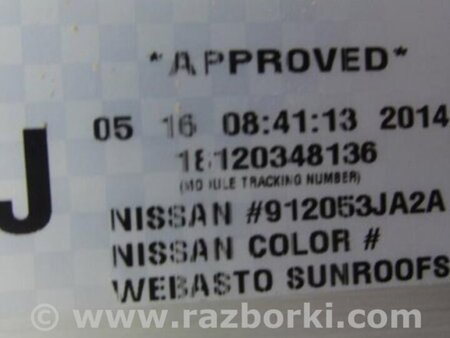 *APPROVED*
J
05 16 08:41:13 2014
18120348136
(MODULE TRACKING NUMBER)
NISSAN #912053JA2A
NISSAN COLOR #
WEBASTO SUNROOFS
© www.razborki.com